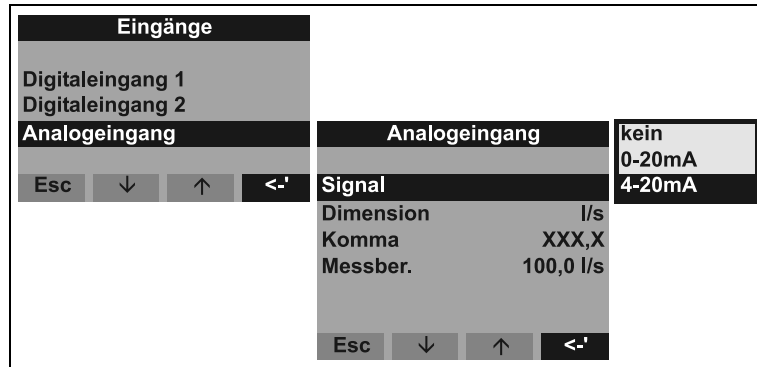 Eingänge
Digitaleingang 1
Digitaleingang 2
Analogeingang
Esc ↓ ↑ <-'
Analogeingang
Signal
Dimension l/s
Komma XXX,X
Messber. 100,0 l/s
Esc ↓ ↑ <-'
kein
0-20mA
4-20mA